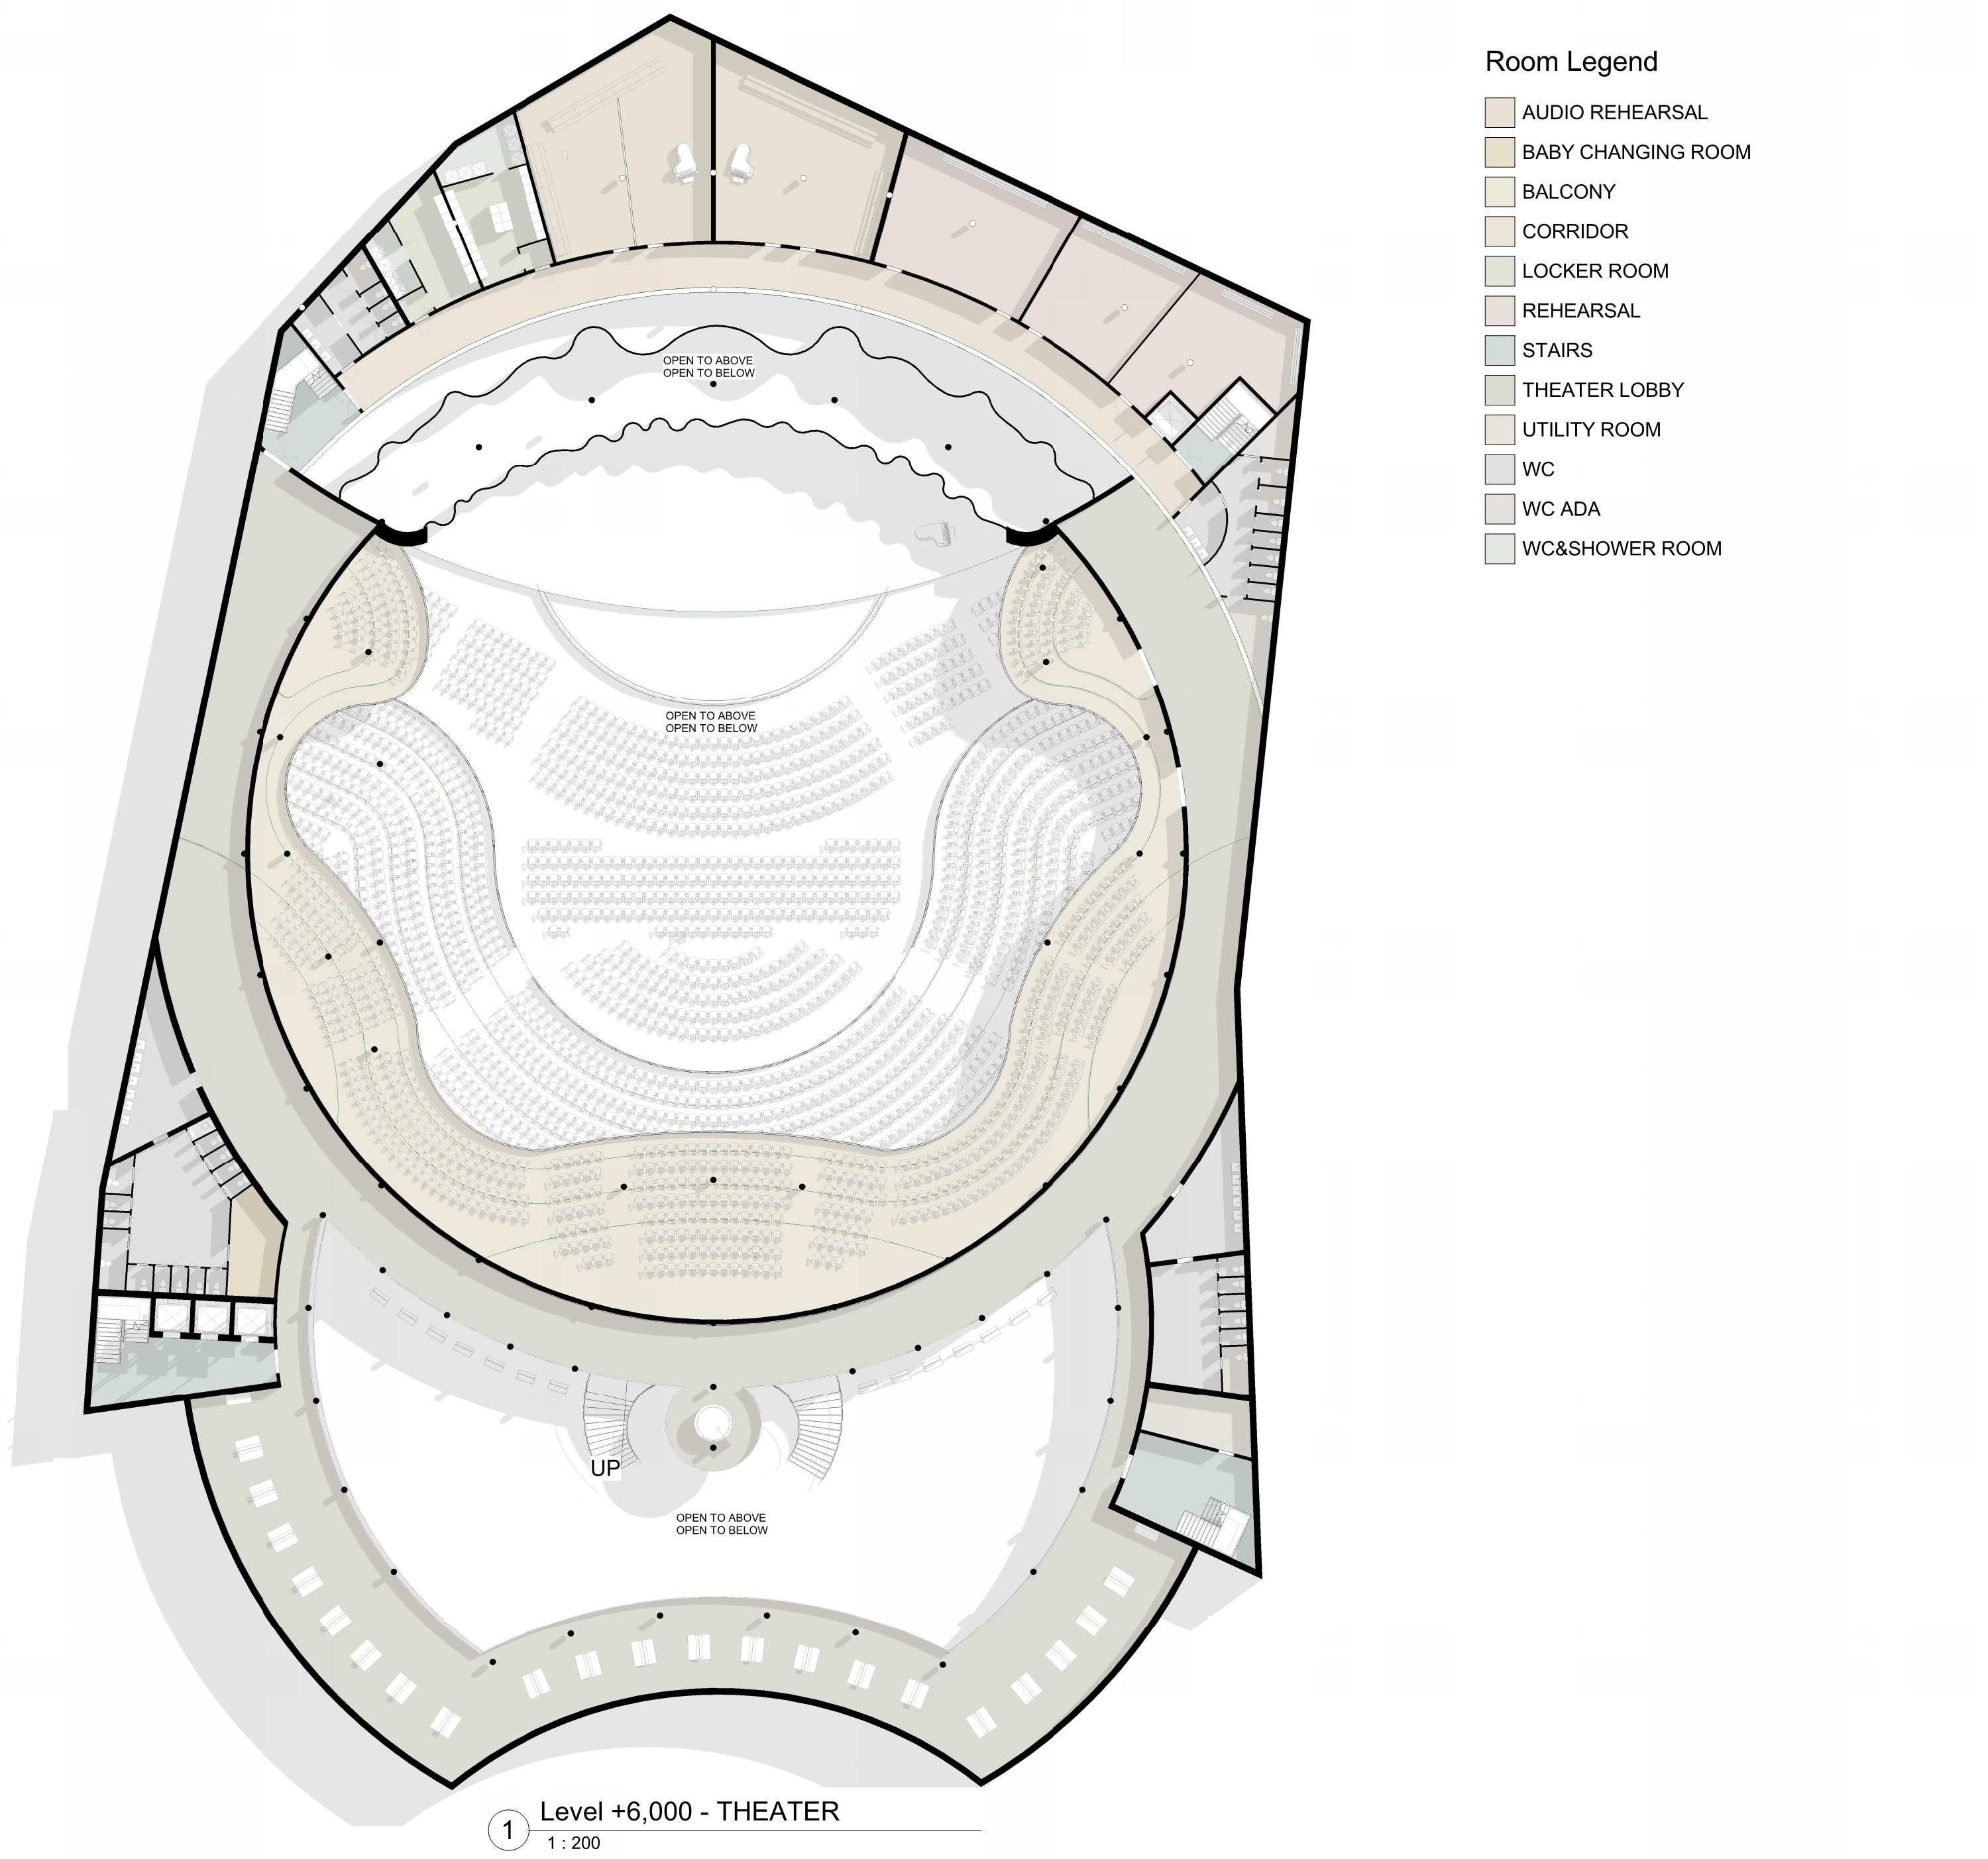 Room Legend
AUDIO REHEARSAL
BABY CHANGING ROOM
BALCONY
CORRIDOR
LOCKER ROOM
REHEARSAL
STAIRS
THEATER LOBBY
UTILITY ROOM
WC
WC ADA
WC&SHOWER ROOM
OPEN TO ABOVE
OPEN TO BELOW
OPEN TO ABOVE
OPEN TO BELOW
UP
OPEN TO ABOVE
OPEN TO BELOW
1
Level +6,000 - THEATER
1 : 200